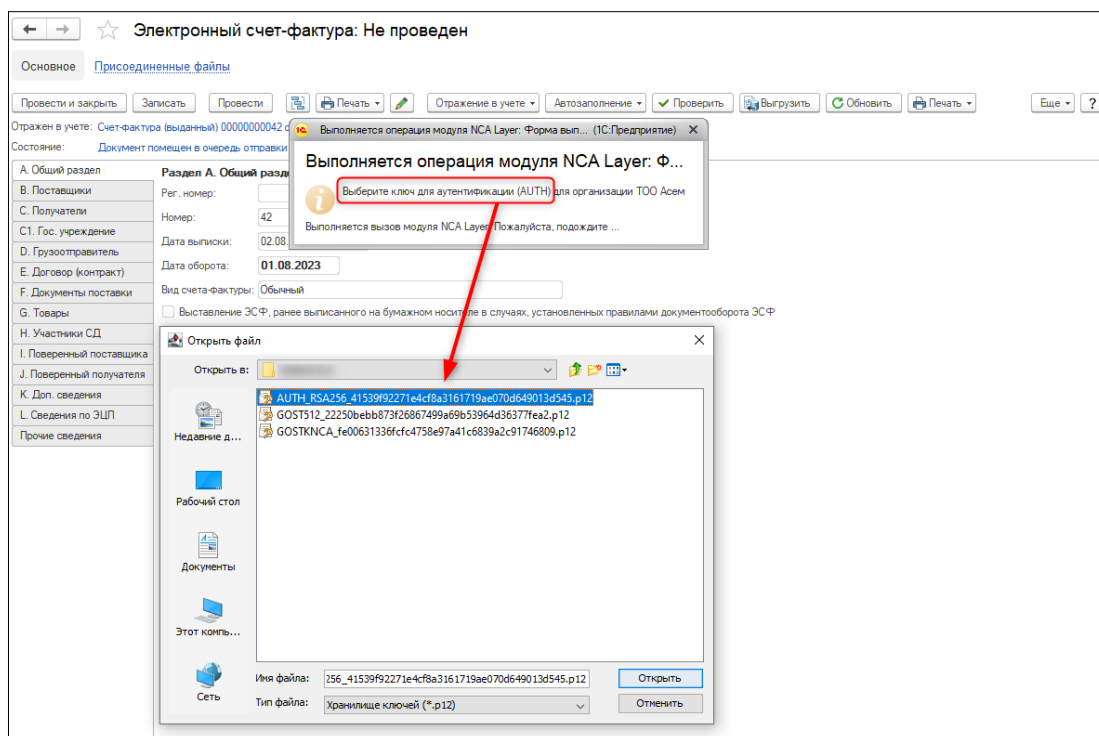 Электронный счет-фактура: Не проведен
Основное Присоединенные файлы
Провести и закрыть Записать Провести Печать Отражение в учете Автозаполнение Проверить Выгрузить Обновить Печать Еще ?
Отражен в учете: Счет-фактура (выданный) 00000000042 с
Состояние: Документ помещен в очередь отправки
Выполняется операция модуля NCA Layer: Форма вып... (1С:Предприятие)
Выполняется операция модуля NCA Layer: Ф...
Выберите ключ для аутентификации (AUTH) для организации ТОО Асем
Выполняется вызов модуля NCA Layer. Пожалуйста, подождите ...
A. Общий раздел
B. Поставщики
C. Получатели
C1. Гос. учреждение
D. Грузоотправитель
E. Договор (контракт)
F. Документы поставки
G. Товары
H. Участники СД
I. Поверенный поставщика
J. Поверенный получателя
K. Доп. сведения
L. Сведения по ЭЦП
Прочие сведения
Раздел A. Общий разде
Рег. номер:
Номер: 42
Дата выписки: 02.08.
Дата оборота: 01.08.2023
Вид счета-фактуры: Обычный
Выставление ЭСФ, ранее выписанного на бумажном носителе в случаях, установленных правилами документооборота ЭСФ
Открыть файл
Открыть в:
AUTH_RSA256_41539f92271e4cf8a3161719ae070d649013d545.p12
GOST512_22250bebb873f26867499a69b53964d36377fea2.p12
GOSTKNCA_fe00631336fcfc4758e97a41c6839a2c91746809.p12
Недавние д...
Рабочий стол
Документы
Этот компь...
Сеть
Имя файла: 256_41539f92271e4cf8a3161719ae070d649013d545.p12 Открыть
Тип файла: Хранилище ключей (*.p12) Отменить